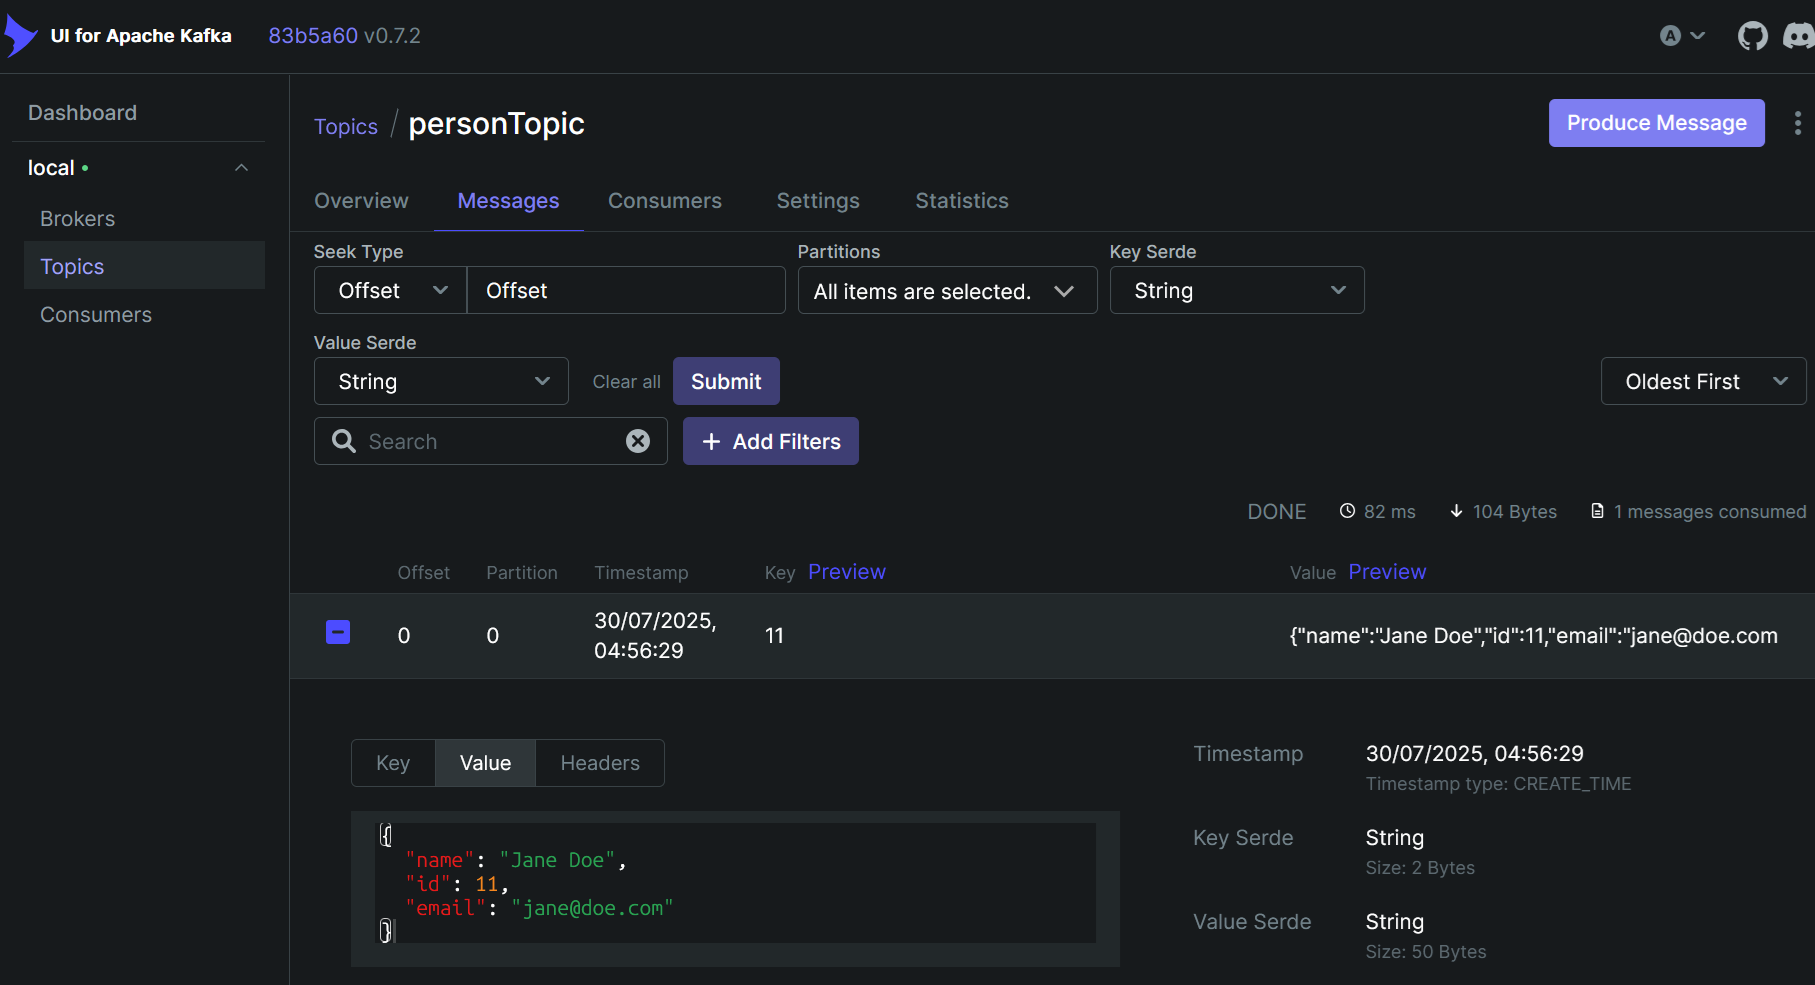 UI for Apache Kafka 83b5a60 v0.7.2 A
Dashboard
local
Brokers
Topics
Consumers
Topics / personTopic
Produce Message
Overview Messages Consumers Settings Statistics
Seek Type Partitions Key Serde
Offset Offset All items are selected. String
Value Serde
String Clear all Submit Oldest First
Search + Add Filters
DONE 82 ms 104 Bytes 1 messages consumed
Offset Partition Timestamp Key Preview Value Preview
0 0 30/07/2025, 04:56:29 11 {"name":"Jane Doe","id":11,"email":"jane@doe.com
Key Value Headers
{
"name": "Jane Doe",
"id": 11,
"email": "jane@doe.com"
}
Timestamp 30/07/2025, 04:56:29
Timestamp type: CREATE_TIME
Key Serde String
Size: 2 Bytes
Value Serde String
Size: 50 Bytes